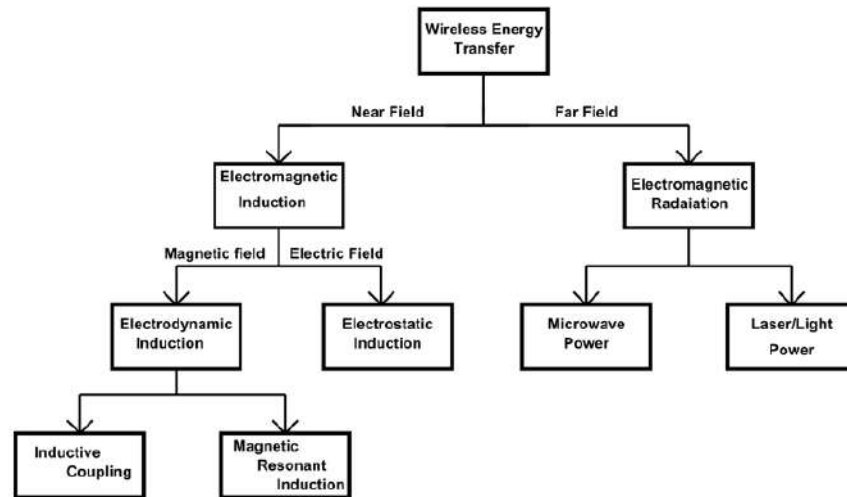 Wireless Energy
Transfer
Near Field
Far Field
Electromagnetic
Induction
Electromagnetic
Radaiation
Magnetic field
Electric Field
Electrodynamic
Induction
Electrostatic
Induction
Microwave
Power
Laser/Light
Power
Inductive
Coupling
Magnetic
Resonant
Induction